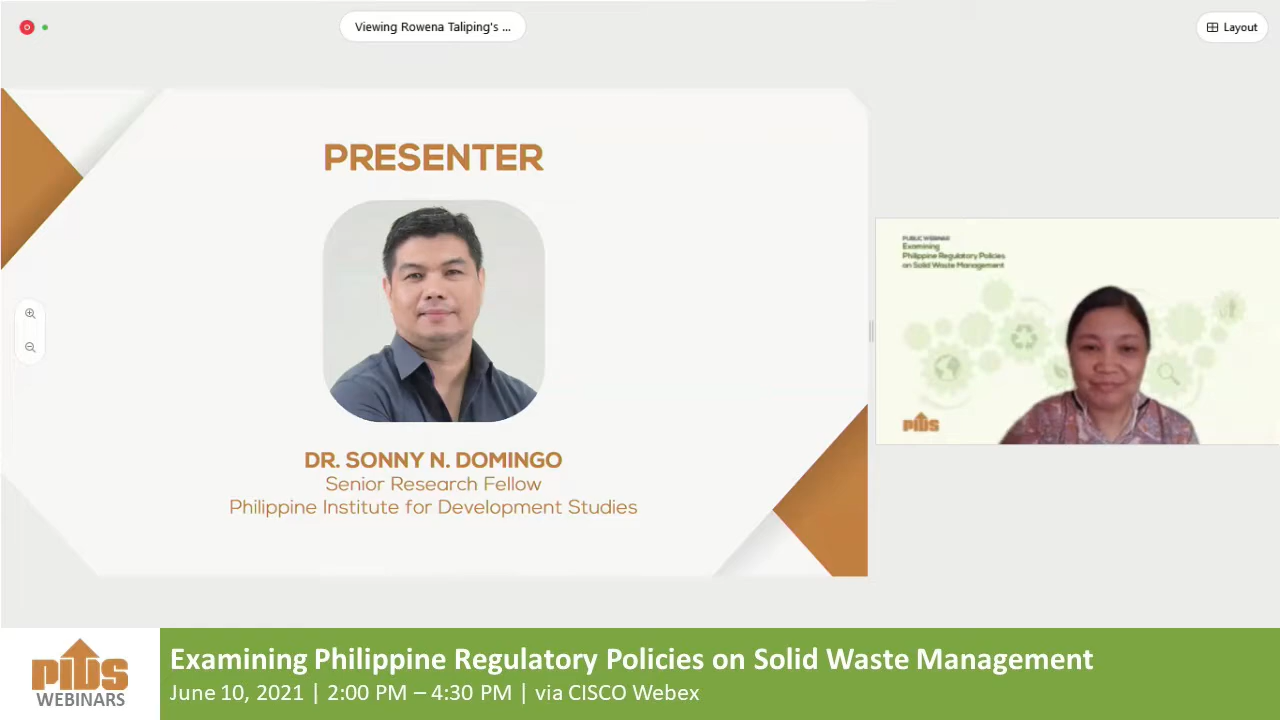 Viewing Rowena Taliping's ...
Layout
PRESENTER
DR. SONNY N. DOMINGO
Senior Research Fellow
Philippine Institute for Development Studies
PUBLIC WEBINAR
Examining
Philippine Regulatory Policies
on Solid Waste Management
PIDS
PIDS
WEBINARS
Examining Philippine Regulatory Policies on Solid Waste Management
June 10, 2021 | 2:00 PM – 4:30 PM | via CISCO Webex